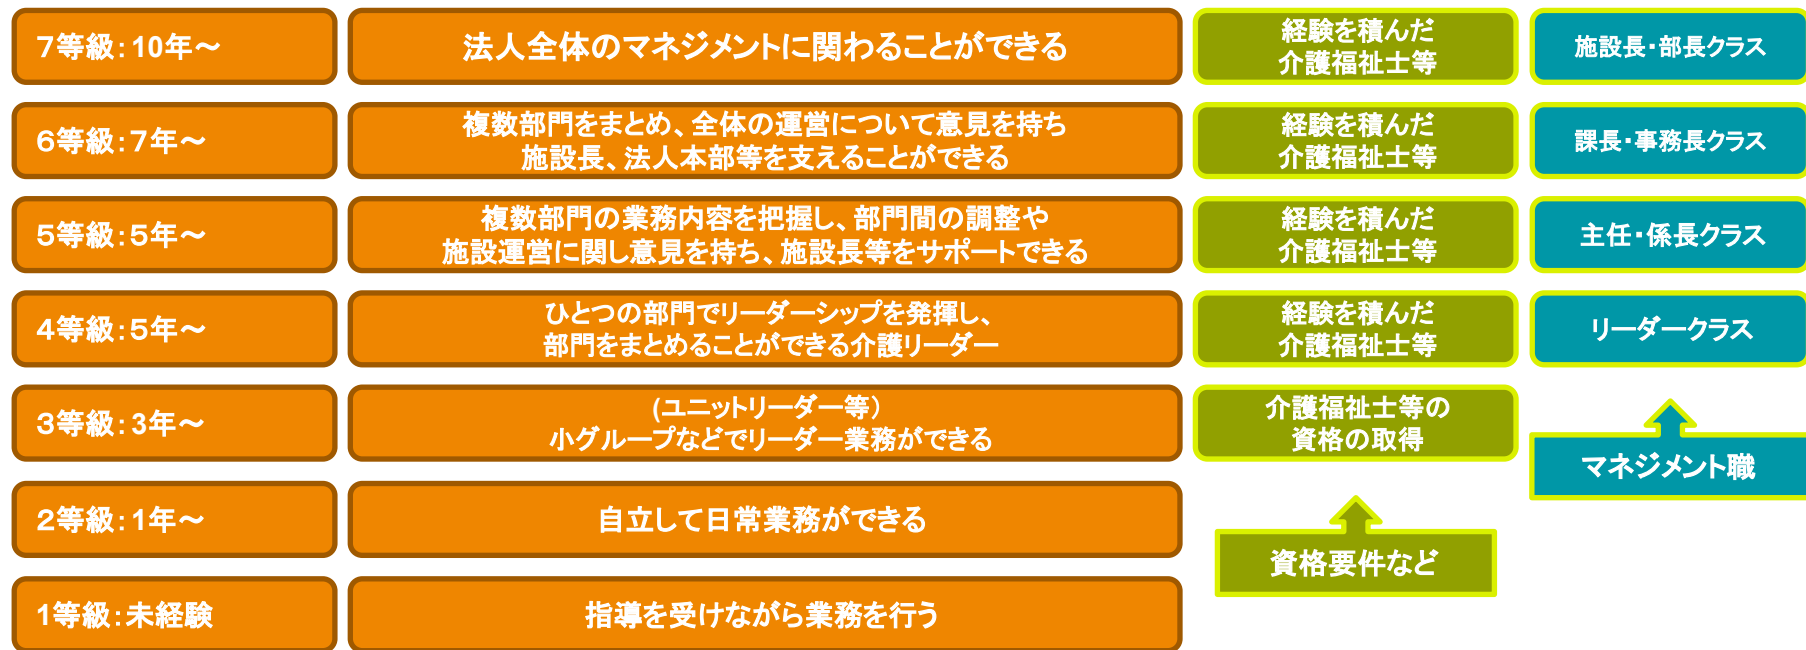 7等級：10年～
法人全体のマネジメントに関わることができる
経験を積んだ
介護福祉士等
施設長・部長クラス
6等級：7年～
複数部門をまとめ、全体の運営について意見を持ち
施設長、法人本部等を支えることができる
経験を積んだ
介護福祉士等
課長・事務長クラス
5等級：5年～
複数部門の業務内容を把握し、部門間の調整や
施設運営に関し意見を持ち、施設長等をサポートできる
経験を積んだ
介護福祉士等
主任・係長クラス
4等級：5年～
ひとつの部門でリーダーシップを発揮し、
部門をまとめることができる介護リーダー
経験を積んだ
介護福祉士等
リーダークラス
3等級：3年～
(ユニットリーダー等）
小グループなどでリーダー業務ができる
介護福祉士等の
資格の取得
マネジメント職
2等級：1年～
自立して日常業務ができる
資格要件など
1等級：未経験
指導を受けながら業務を行う